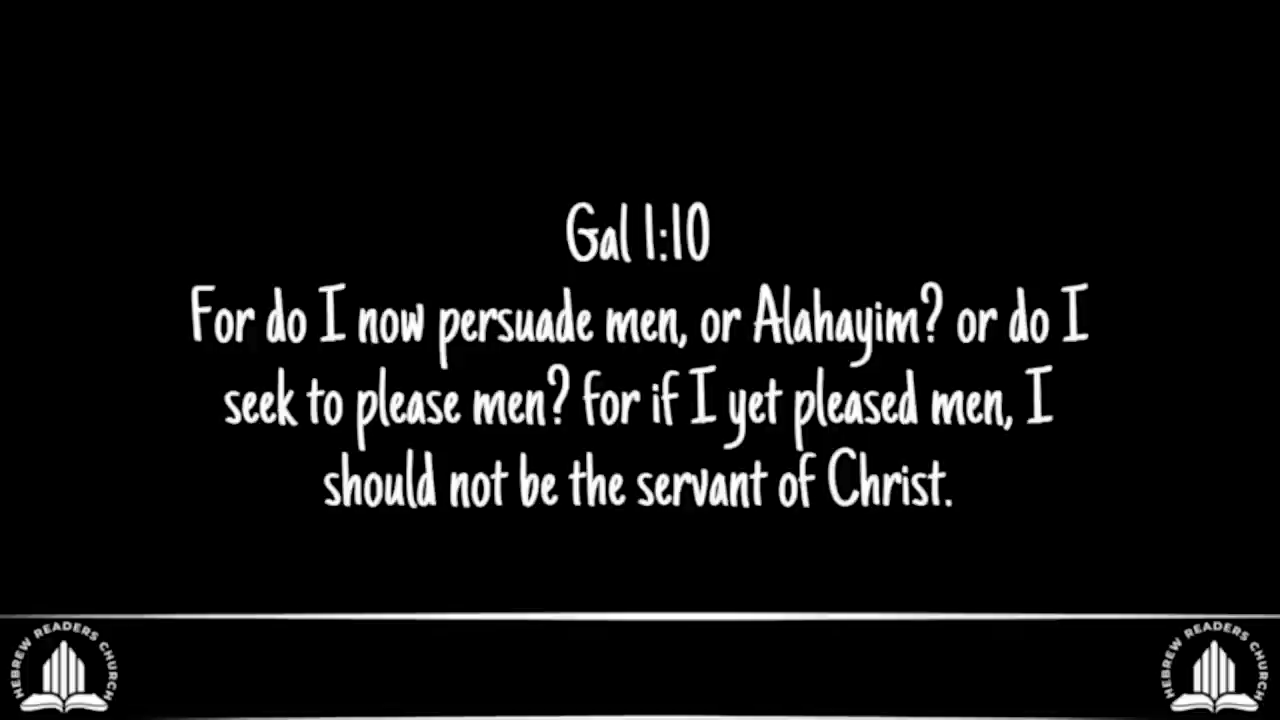 Gal 1:10
For do I now persuade men, or Alahayim? or do I
seek to please men? for if I yet pleased men, I
should not be the servant of Christ.
HEBREW READERS CHURCH
HEBREW READERS CHURCH